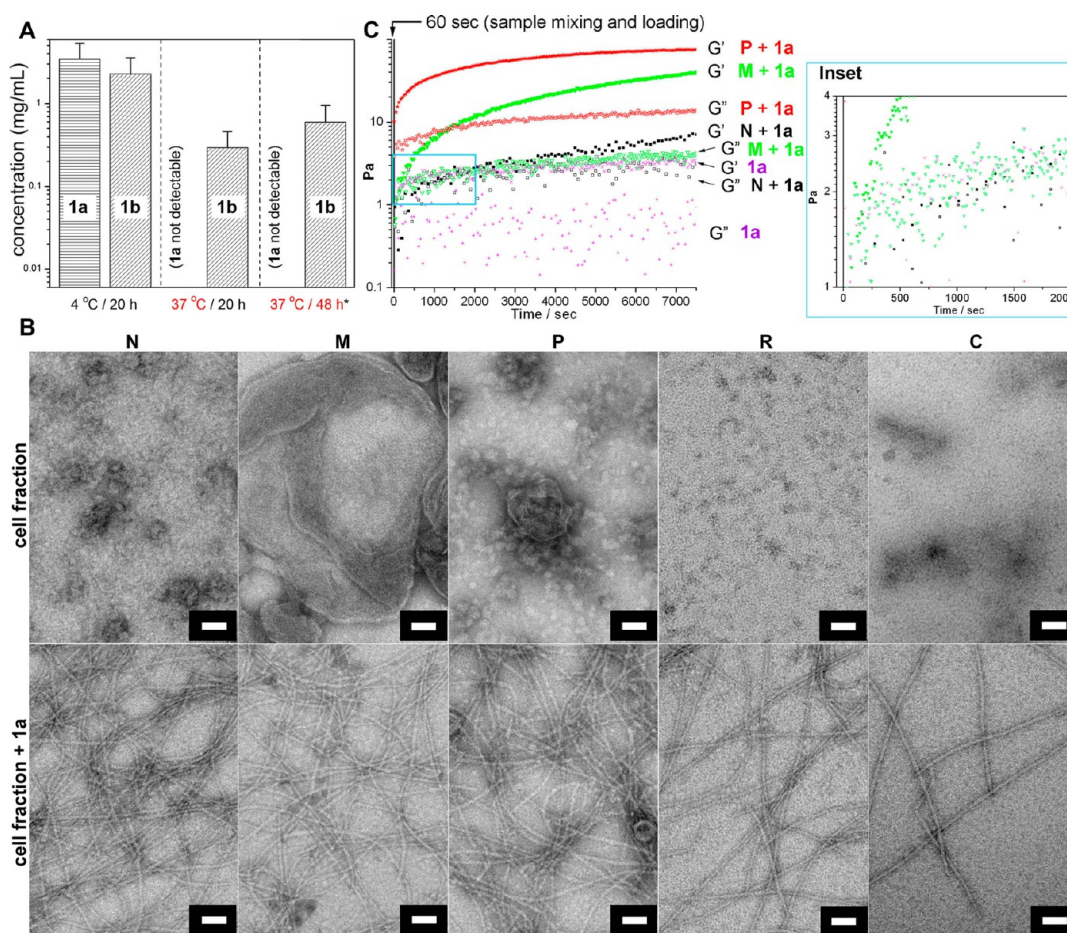 A
concentration (mg/mL)
1
0.1
0.01
1a
1b
(1a not detectable)
1b
(1a not detectable)
1b
4 °C / 20 h
37 °C / 20 h
37 °C / 48 h*
C
60 sec (sample mixing and loading)
Pa
10
1
0.1
0 1000 2000 3000 4000 5000 6000 7000
Time / sec
G' P + 1a
G' M + 1a
G" P + 1a
G' N + 1a
G" M + 1a
G' 1a
G" N + 1a
G" 1a
Inset
Pa
4
3
2
1
0 500 1000 1500 200
Time / sec
B
N M P R C
cell fraction
cell fraction + 1a